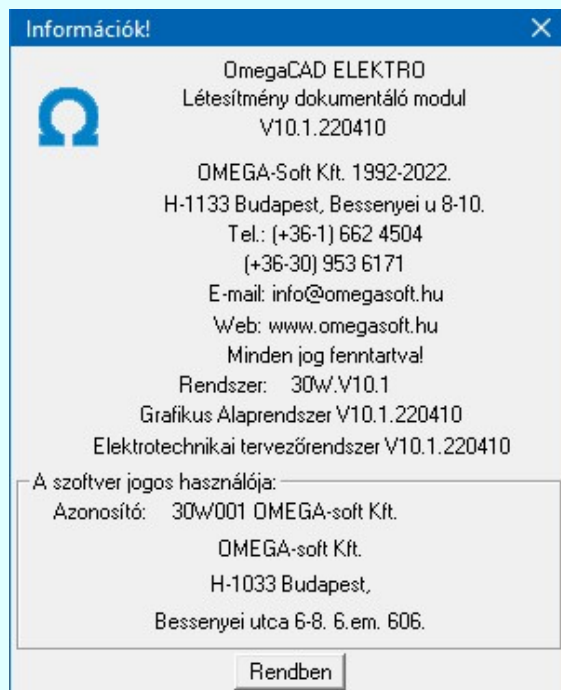 Információk!
OmegaCAD ELEKTRO
Létesítmény dokumentáló modul
V10.1.220410
OMEGA-Soft Kft. 1992-2022.
H-1133 Budapest, Bessenyei u 8-10.
Tel.: (+36-1) 662 4504
(+36-30) 953 6171
E-mail: info@omegasoft.hu
Web: www.omegasoft.hu
Minden jog fenntartva!
Rendszer: 30W.V10.1
Grafikus Alaprendszer V10.1.220410
Elektrotechnikai tervezőrendszer V10.1.220410
A szoftver jogos használója:
Azonosító: 30W001 OMEGA-soft Kft.
OMEGA-soft Kft.
H-1033 Budapest,
Bessenyei utca 6-8. 6.em. 606.
Rendben